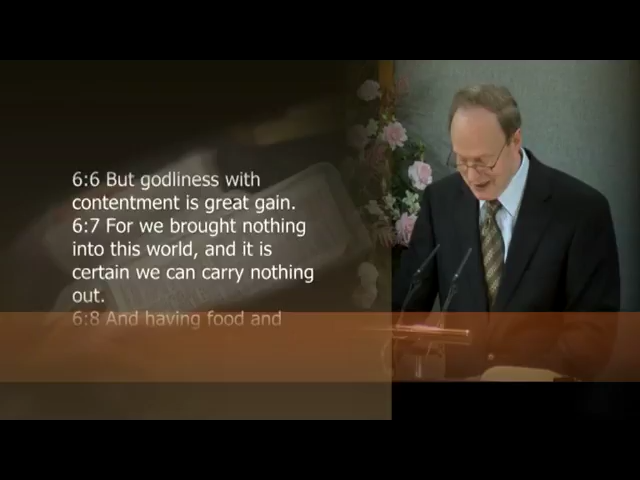 6:6 But godliness with
contentment is great gain.
6:7 For we brought nothing
into this world, and it is
certain we can carry nothing
out.
6:8 And having food and